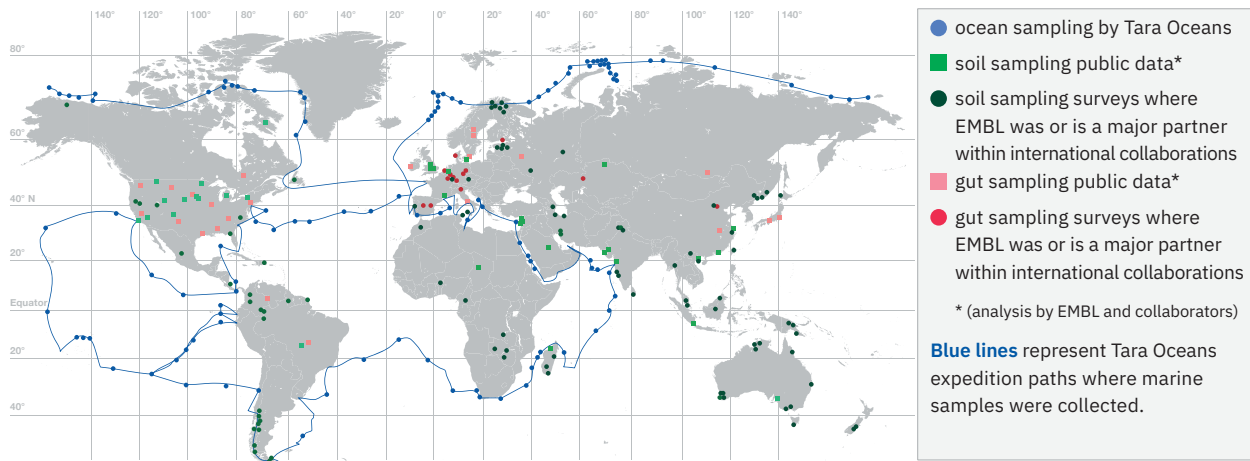 140° 120° 100° 80° 60° 40° 20° 0° 20° 40° 60° 80° 100° 120° 140°
80°
60°
40° N
20°
Equator
20°
40°
ocean sampling by Tara Oceans
soil sampling public data*
soil sampling surveys where
EMBL was or is a major partner
within international collaborations
gut sampling public data*
gut sampling surveys where
EMBL was or is a major partner
within international collaborations
* (analysis by EMBL and collaborators)
Blue lines represent Tara Oceans
expedition paths where marine
samples were collected.